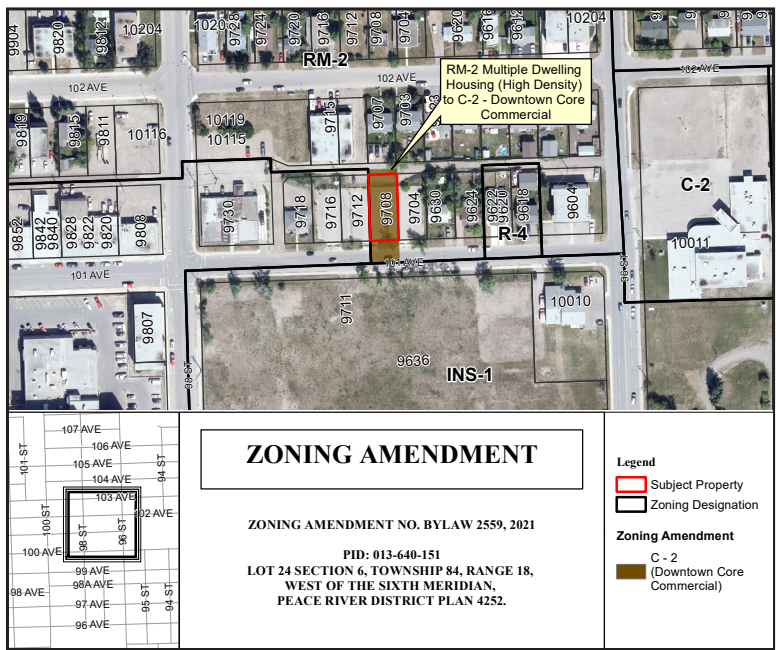 9904
9820
9812
10204
9728
9724
9720
9716
9712
9708
9704
9620
9616
9612
10204
RM-2
102 AVE
102 AVE
102 AVE
RM-2 Multiple Dwelling
Housing (High Density)
to C-2 - Downtown Core
Commercial
9819
9815
9811
10116
10119
10115
9715
9707
9703
C-2
9852
9842
9840
9828
9822
9820
9808
9730
9718
9716
9712
9708
9704
9630
9624
9622
9620
9618
R-4
9604
10011
101 AVE
101 AVE
96 ST
98 ST
9807
9711
9636
INS-1
10010
107 AVE
106 AVE
105 AVE
104 AVE
103 AVE
102 AVE
101 ST
94 ST
100 ST
98 ST
96 ST
100 AVE
99 AVE
98A AVE
98 AVE
97 AVE
96 AVE
95 ST
94 ST
ZONING AMENDMENT
ZONING AMENDMENT NO. BYLAW 2559, 2021
PID: 013-640-151
LOT 24 SECTION 6, TOWNSHIP 84, RANGE 18,
WEST OF THE SIXTH MERIDIAN,
PEACE RIVER DISTRICT PLAN 4252.
Legend
Subject Property
Zoning Designation
Zoning Amendment
C - 2
(Downtown Core
Commercial)